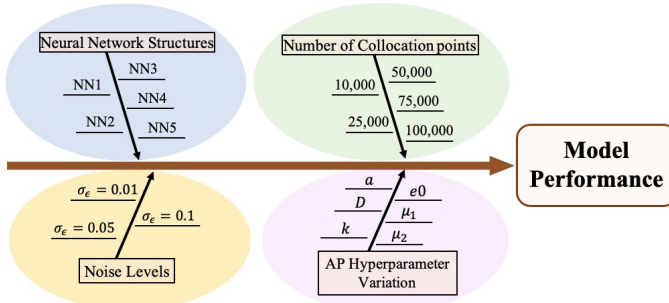 Neural Network Structures
NN3
NN1
NN4
NN2
NN5
Number of Collocation points
50,000
10,000
75,000
25,000
100,000
Model
Performance
σ_ϵ = 0.01
σ_ϵ = 0.1
σ_ϵ = 0.05
Noise Levels
a
e0
D
μ₁
k
μ₂
AP Hyperparameter
Variation